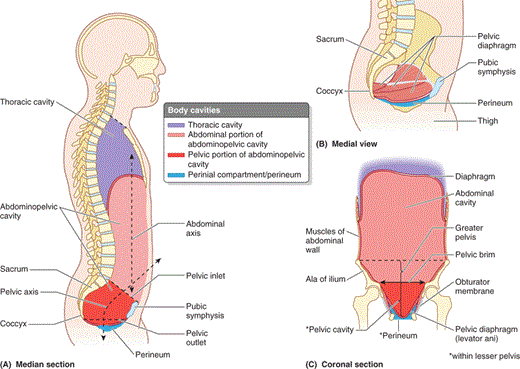 Thoracic cavity
Abdominopelvic
cavity
Sacrum
Pelvic axis
Coccyx
Body cavities
Thoracic cavity
Abdominal portion of
abdominopelvic cavity
Pelvic portion of abdominopelvic
cavity
Perinial compartment/perineum
Abdominal
axis
Pelvic inlet
Pubic
symphysis
Pelvic
outlet
Perineum
(A) Median section
Sacrum
Coccyx
Pelvic
diaphragm
Pubic
symphysis
Perineum
Thigh
(B) Medial view
Muscles of
abdominal
wall
Ala of ilium
*Pelvic cavity
*Perineum
Diaphragm
Abdominal
cavity
Greater
pelvis
Pelvic brim
Obturator
membrane
Pelvic diaphragm
(levator ani)
*within lesser pelvis
(C) Coronal section